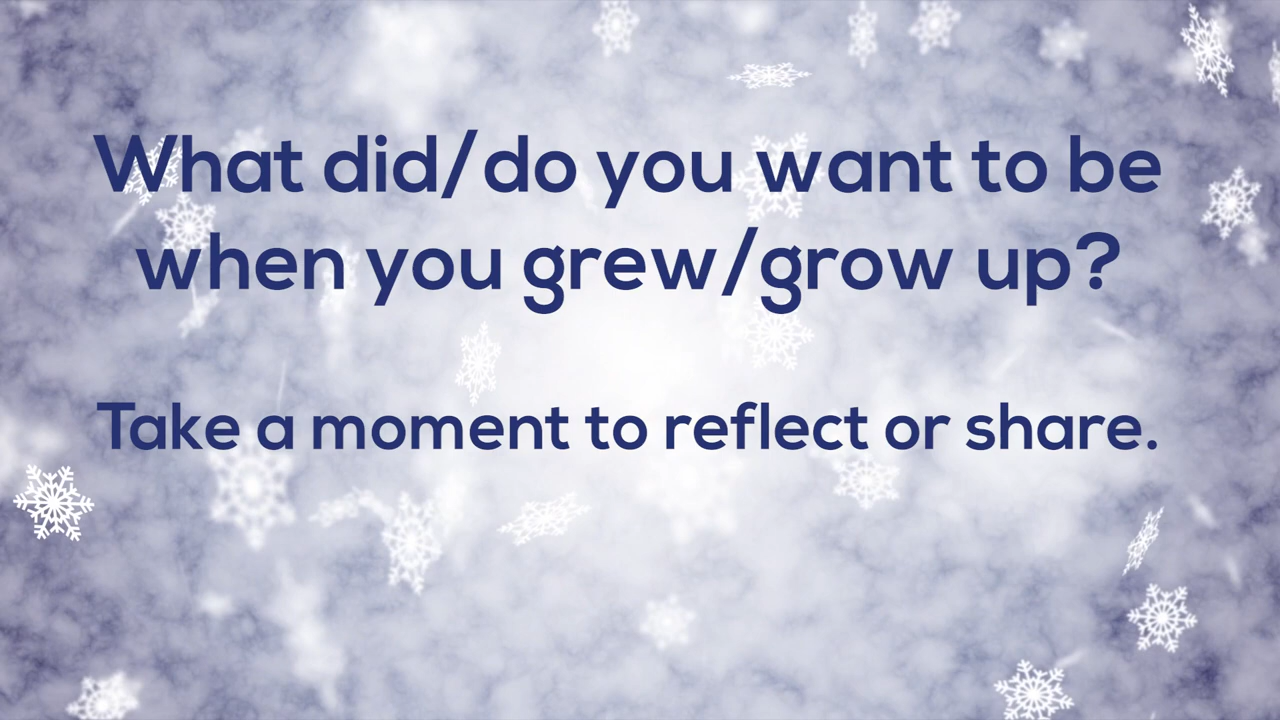 What did/do you want to be
when you grew/grow up?
Take a moment to reflect or share.